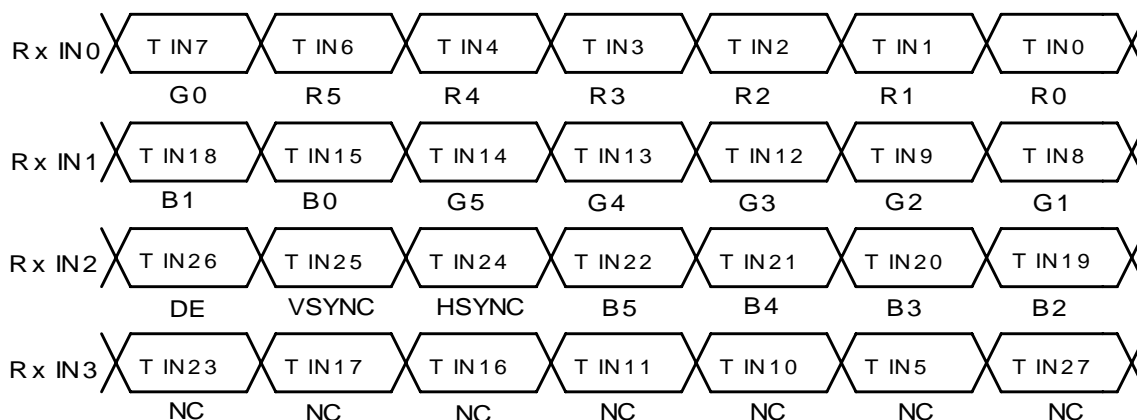 Rx IN0 T IN7 T IN6 T IN4 T IN3 T IN2 T IN1 T IN0
G0 R5 R4 R3 R2 R1 R0
Rx IN1 T IN18 T IN15 T IN14 T IN13 T IN12 T IN9 T IN8
B1 B0 G5 G4 G3 G2 G1
Rx IN2 T IN26 T IN25 T IN24 T IN22 T IN21 T IN20 T IN19
DE VSYNC HSYNC B5 B4 B3 B2
Rx IN3 T IN23 T IN17 T IN16 T IN11 T IN10 T IN5 T IN27
NC NC NC NC NC NC NC